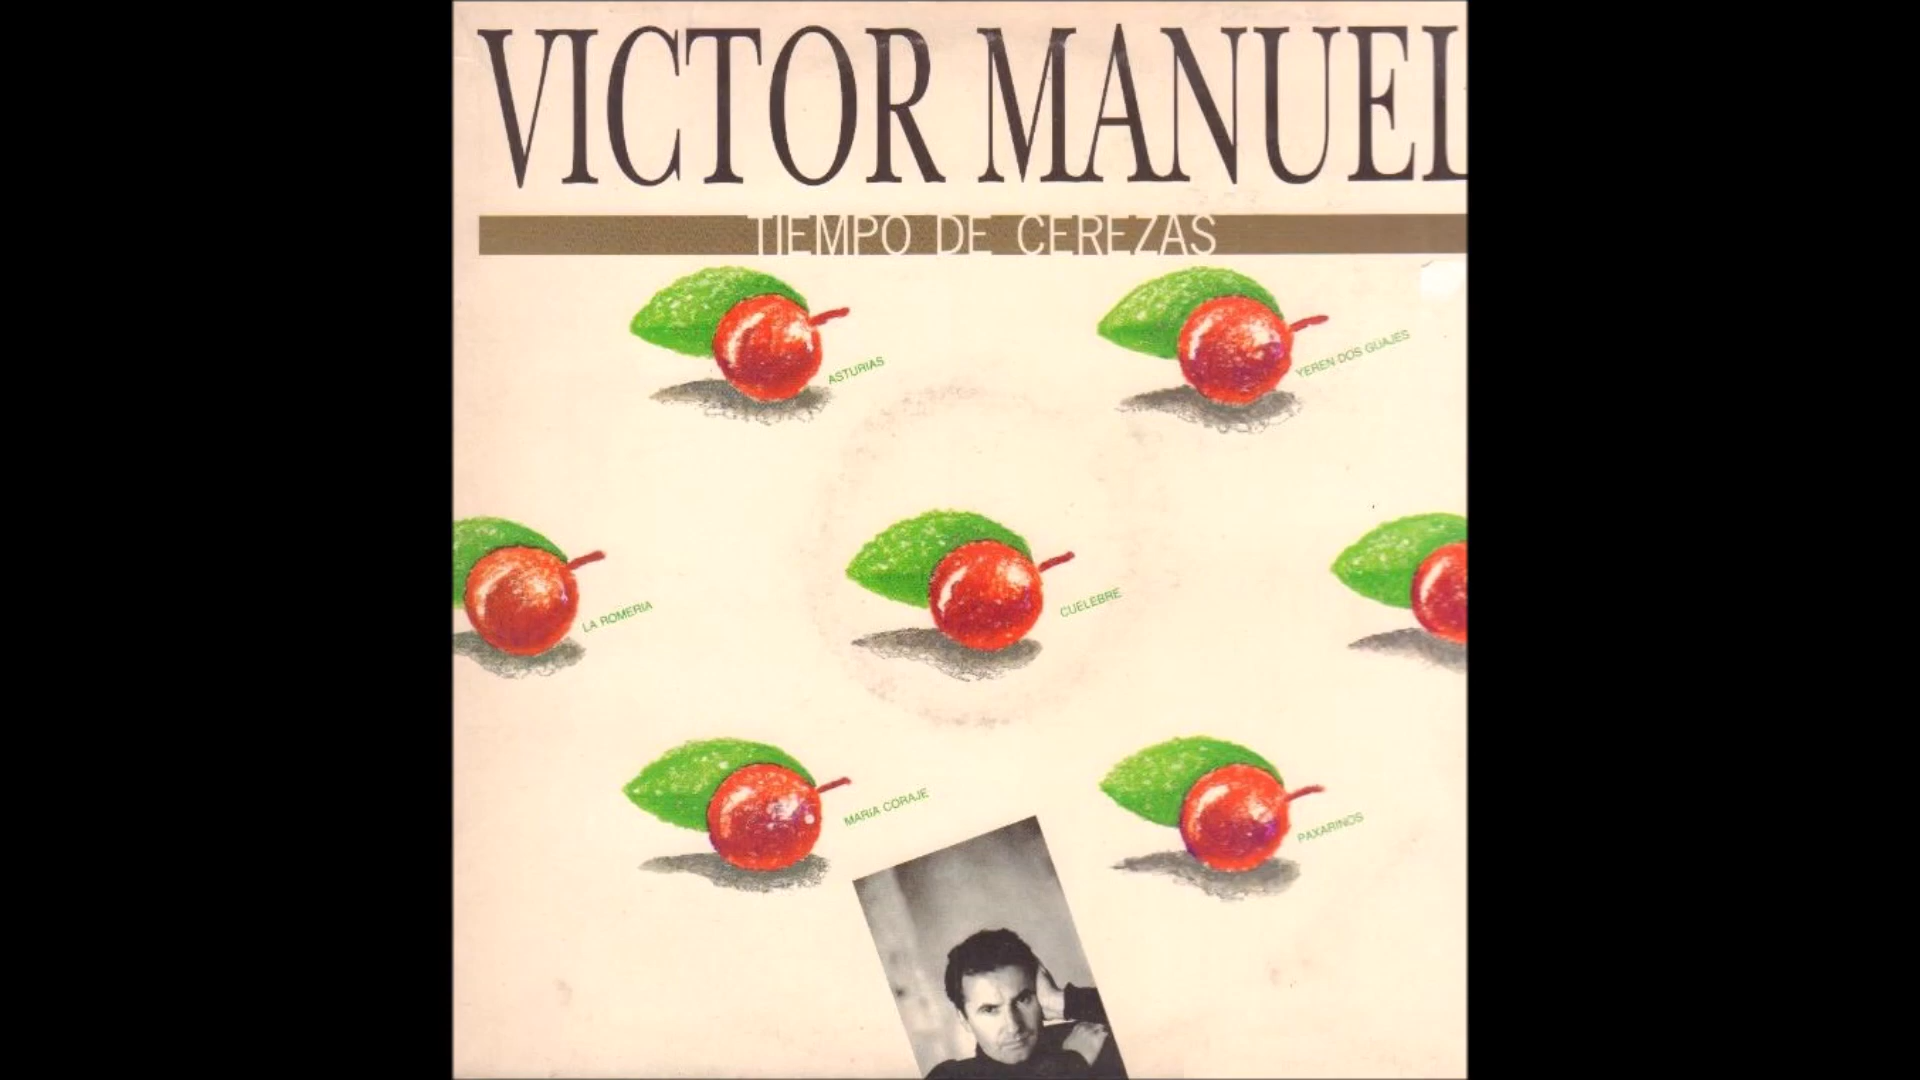 VICTOR MANUEL
TIEMPO DE CEREZAS
ASTURIAS
YEREN DOS GUAJES
LA ROMERIA
CUELEBRE
MARIA CORAJE
PAXARINOS